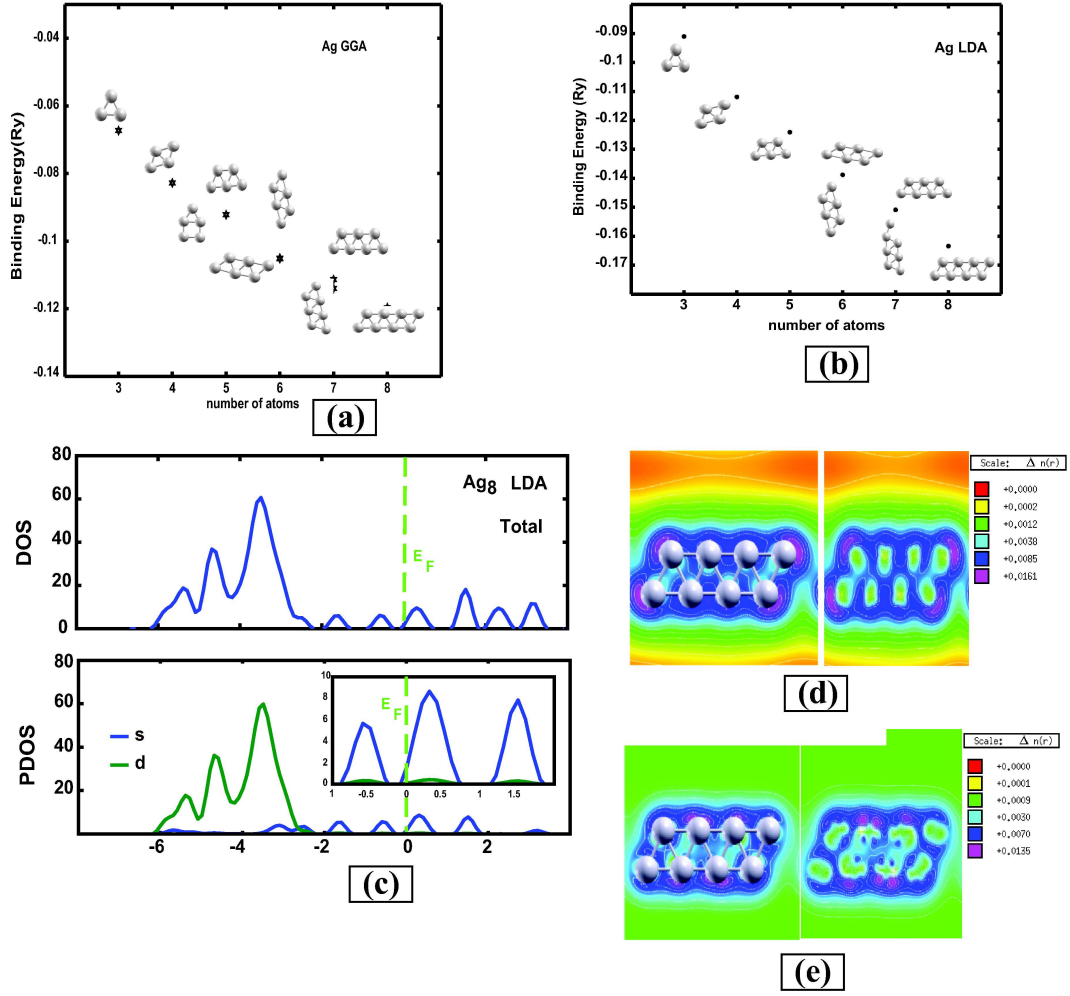 (a)
Ag GGA
Binding Energy(Ry)
-0.04
-0.06
-0.08
-0.1
-0.12
-0.14
3 4 5 6 7 8
number of atoms
(b)
Ag LDA
Binding Energy (Ry)
-0.09
-0.1
-0.11
-0.12
-0.13
-0.14
-0.15
-0.16
-0.17
3 4 5 6 7 8
number of atoms
(a)
(b)
80
60
40
20
0
DOS
Ag8 LDA
Total
EF
80
60
40
20
PDOS
s
d
10
8
6
4
2
0
EF
1 -0.5 0 0.5 1 1.5
-6 -4 -2 0 2
(c)
Scale: Δ n(r)
+0.0000
+0.0002
+0.0012
+0.0038
+0.0085
+0.0161
(d)
Scale: Δ n(r)
+0.0000
+0.0001
+0.0009
+0.0030
+0.0070
+0.0135
(e)